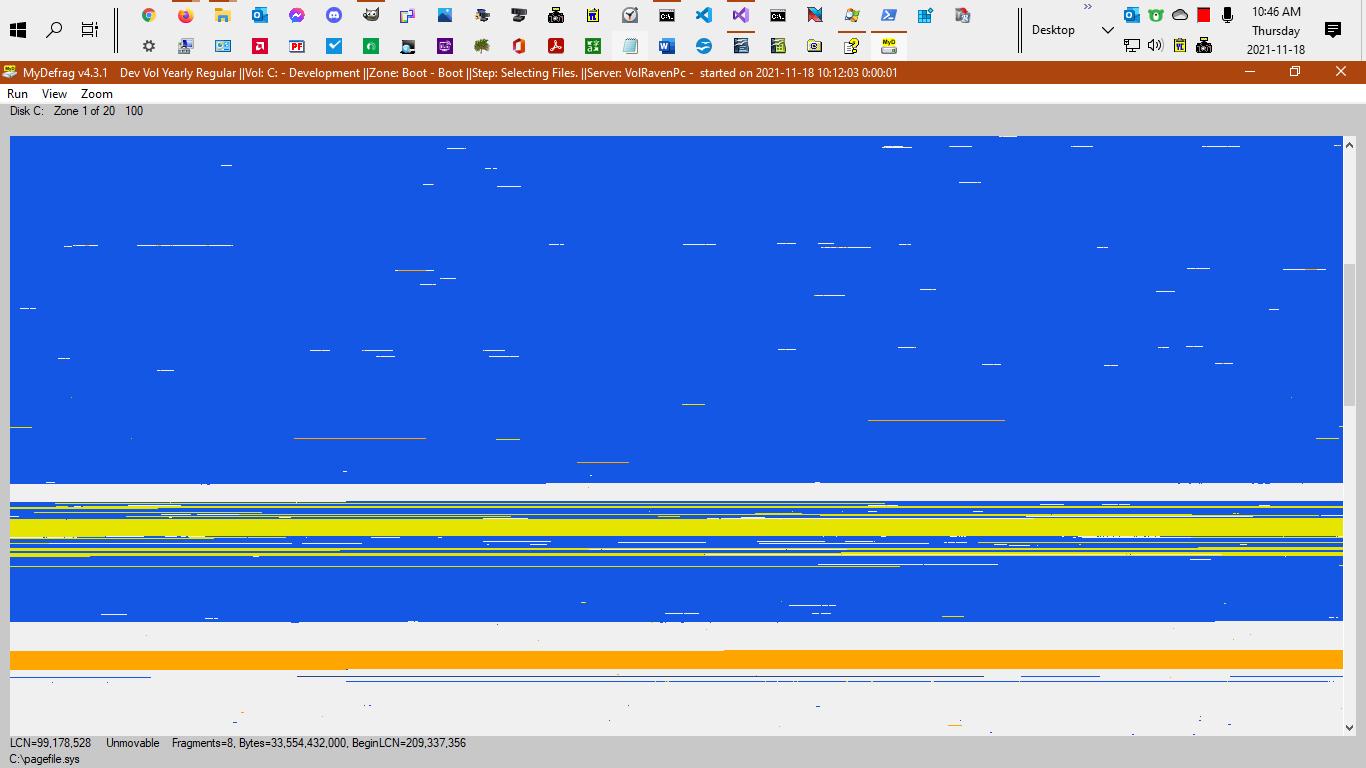 C:\.
C:\.
PF
W
MyD
Desktop
»
10:46 AM
Thursday
2021-11-18
MyDefrag v4.3.1 Dev Vol Yearly Regular ||Vol: C: - Development ||Zone: Boot - Boot ||Step: Selecting Files. ||Server: VolRavenPc - started on 2021-11-18 10:12:03 0:00:01
Run View Zoom
Disk C: Zone 1 of 20 100
LCN=99,178,528 Unmovable Fragments=8, Bytes=33,554,432,000, BeginLCN=209,337,356
C:\pagefile.sys